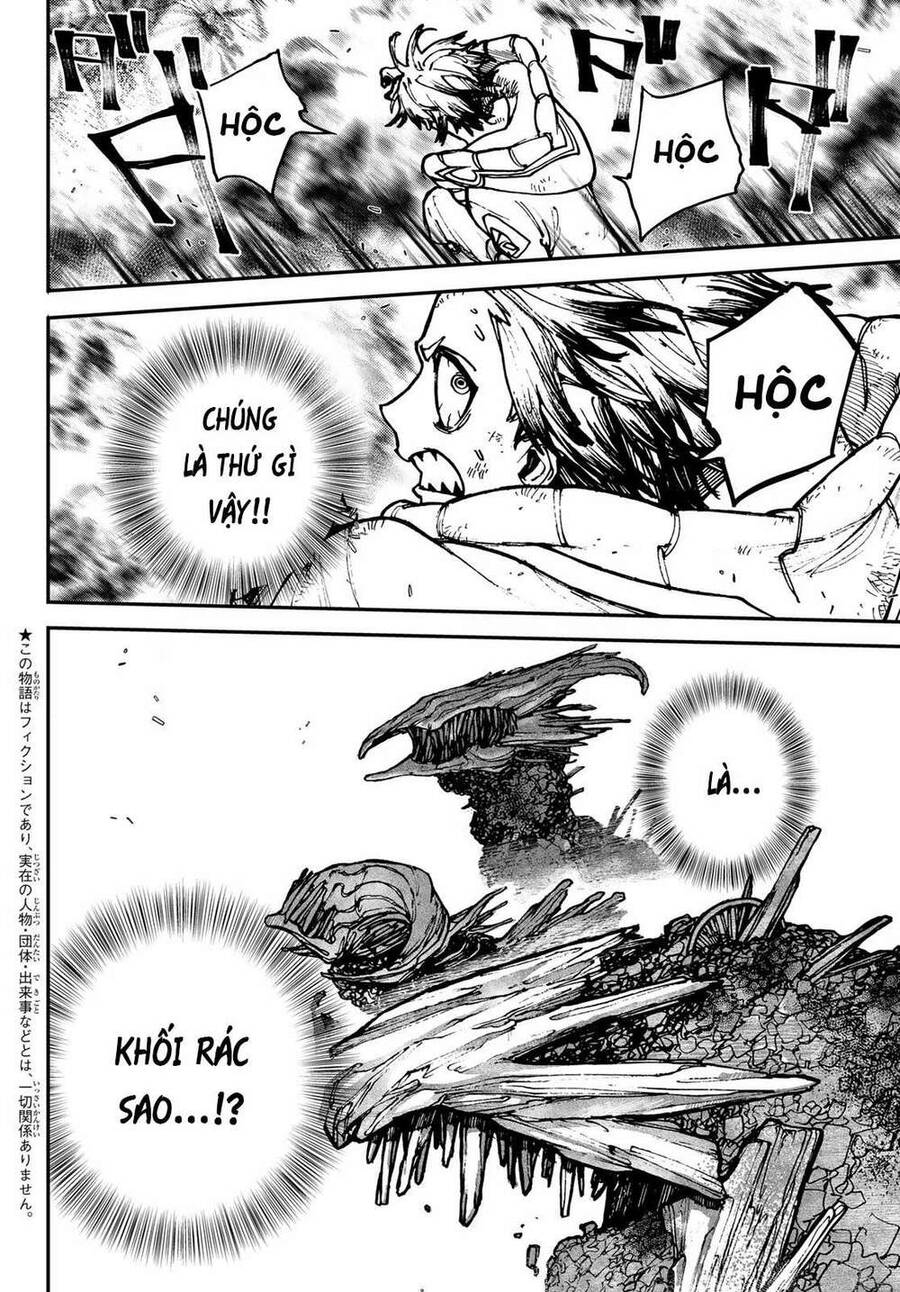 ダダ
HỘC
ダダ
HỘC
HỘC
CHÚNG
LÀ THỨ GÌ
VẬY!!
LÀ...
KHỐI RÁC
SAO...!?
★この物語はフィクションであり、実在の人物・団体・出来事などとは、一切関係ありません。